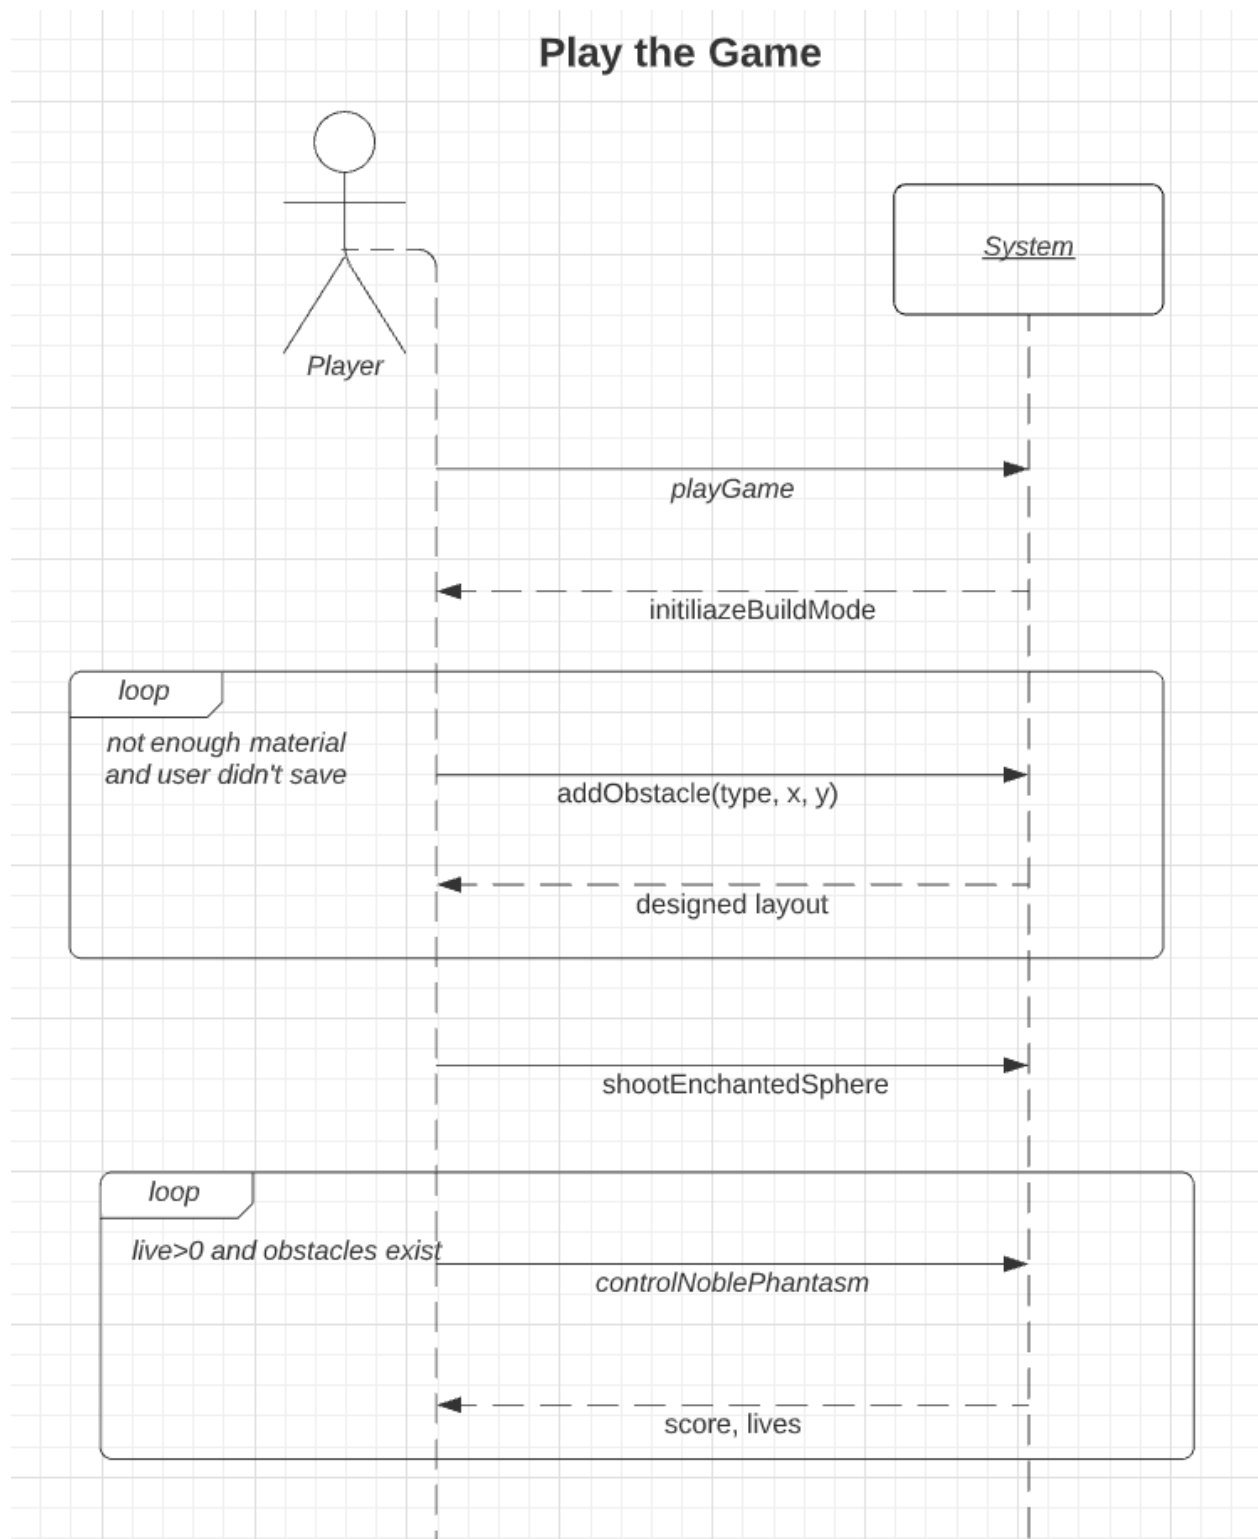 Play the Game
System
Player
playGame
initiliazeBuildMode
loop
not enough material
and user didn't save
addObstacle(type, x, y)
designed layout
shootEnchantedSphere
loop
live>0 and obstacles exist
controlNoblePhantasm
score, lives